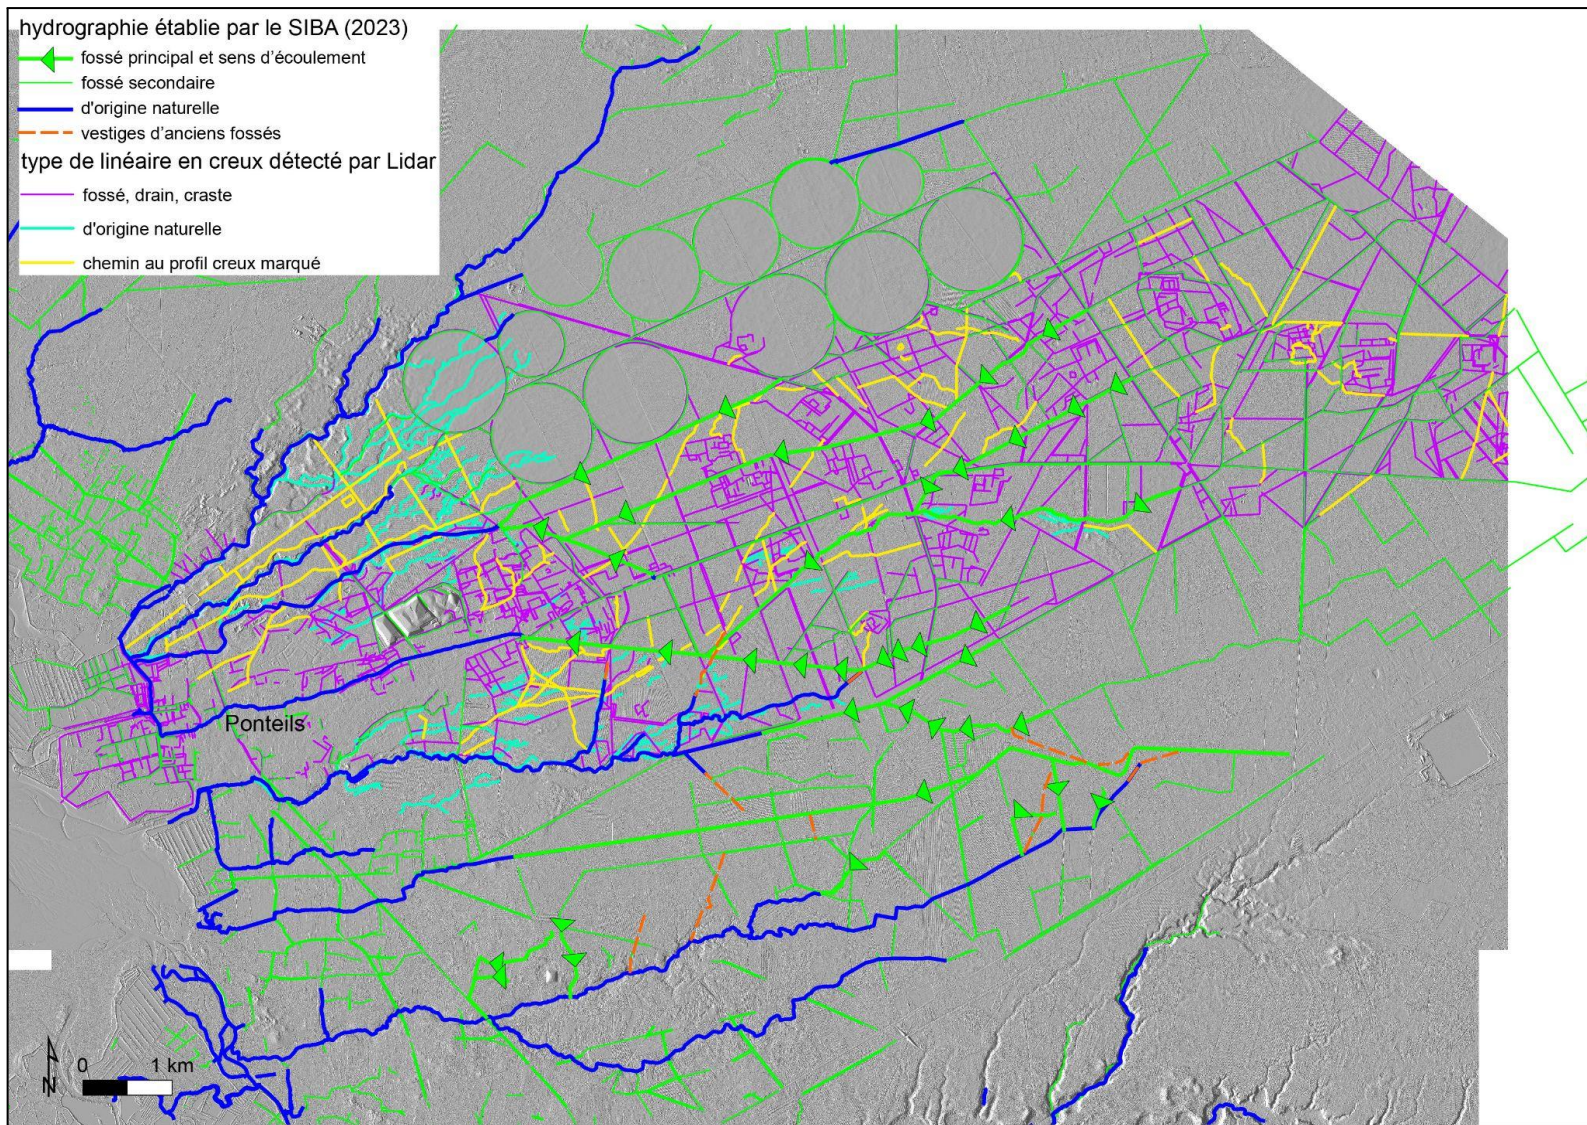 hydrographie établie par le SIBA (2023)
fossé principal et sens d'écoulement
fossé secondaire
d'origine naturelle
vestiges d'anciens fossés
type de linéaire en creux détecté par Lidar
fossé, drain, craste
d'origine naturelle
chemin au profil creux marqué
Ponteils
N
0 1 km